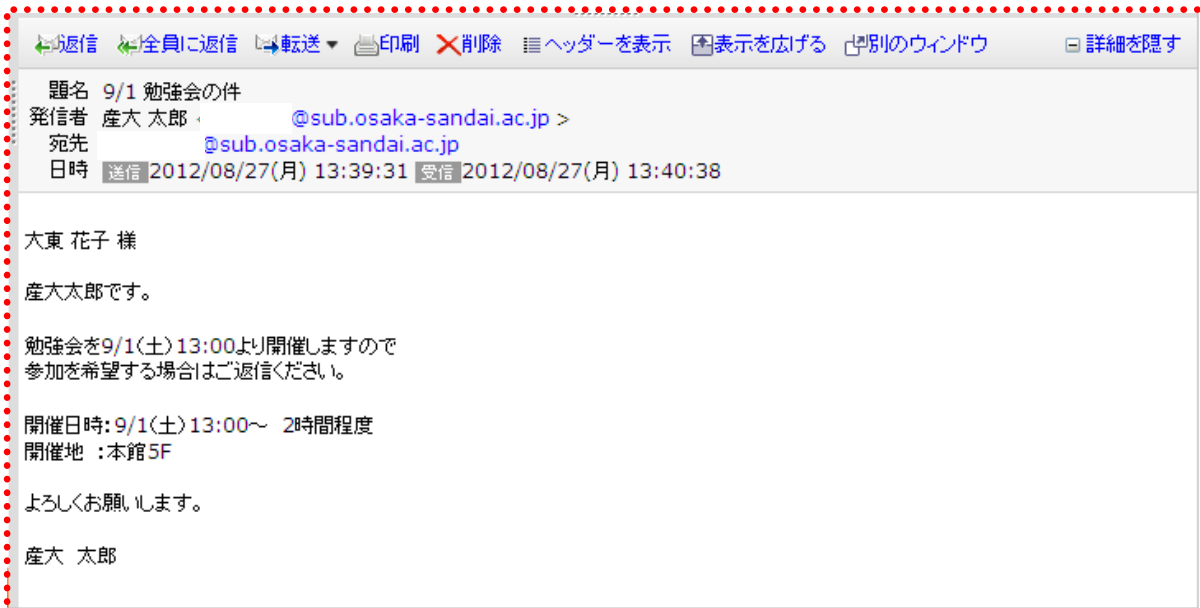 返信 全員に返信 転送▼ 印刷 削除 ヘッダーを表示 表示を広げる 別のウィンドウ 詳細を隠す
題名 9/1 勉強会の件
発信者 産大 太郎 @sub.osaka-sandai.ac.jp >
宛先 @sub.osaka-sandai.ac.jp
日時 送信 2012/08/27(月) 13:39:31 受信 2012/08/27(月) 13:40:38
大東 花子 様
産大太郎です。
勉強会を9/1(土)13:00より開催しますので
参加を希望する場合はご返信ください。
開催日時:9/1(土)13:00～ 2時間程度
開催地 :本館5F
よろしくお願いします。
産大 太郎